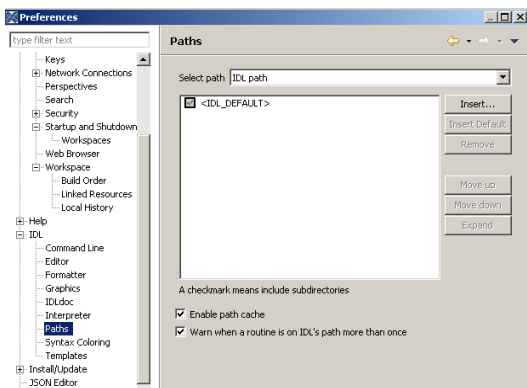 Preferences
type filter text
Keys
Network Connections
Perspectives
Search
Security
Startup and Shutdown
Workspaces
Web Browser
Workspace
Build Order
Linked Resources
Local History
Help
IDL
Command Line
Editor
Formatter
Graphics
IDLdoc
Interpreter
Paths
Syntax Coloring
Templates
Install/Update
JSON Editor
Paths
Select path IDL path
<IDL_DEFAULT>
Insert...
Insert Default
Remove
Move up
Move down
Expand
A checkmark means include subdirectories
Enable path cache
Warn when a routine is on IDL's path more than once